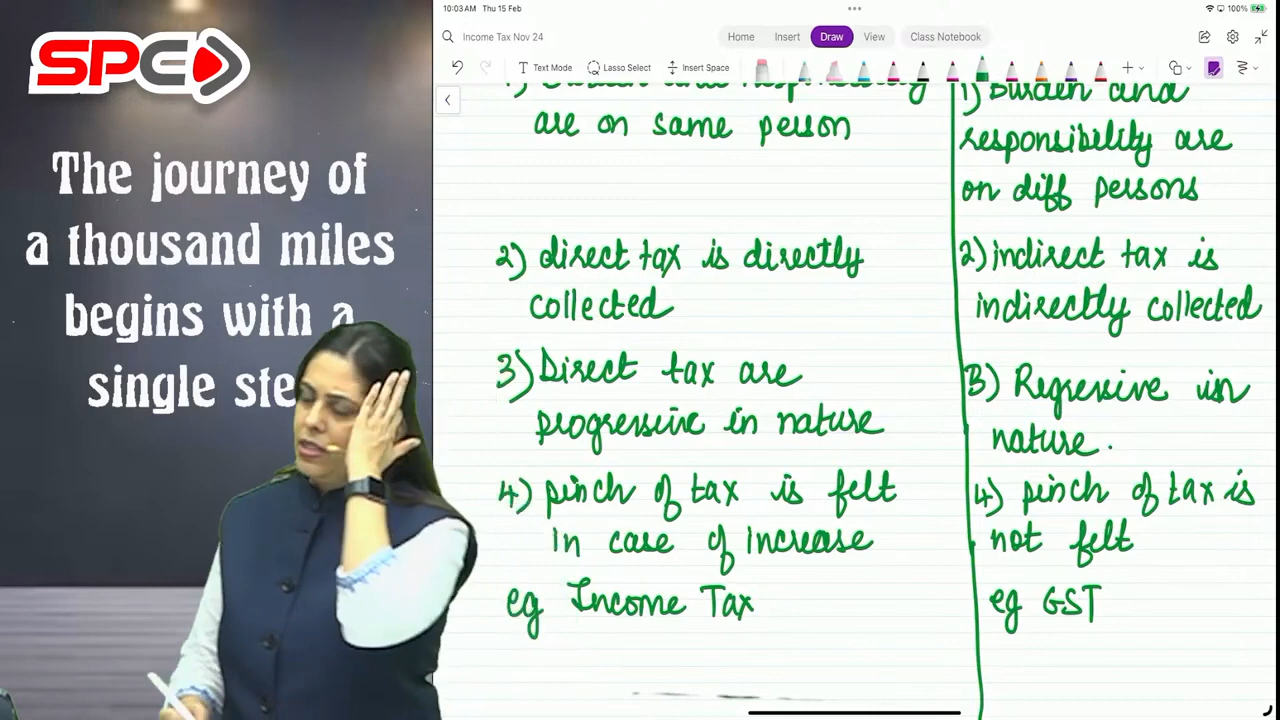 SPC
The journey of
a thousand miles
begins with a
single ste
10:03 AM Thu 15 Feb
100%
Income Tax Nov 24
Home Insert Draw View Class Notebook
Text Mode Lasso Select Insert Space
are on same person
2) direct tax is directly
collected
3) Direct tax are
progressive in nature
4) pinch of tax is felt
in case of increase
eg Income Tax
1) Burden and
responsibility are
on diff persons
2) indirect tax is
indirectly collected
3) Regressive in
nature.
4) pinch of tax is
not felt
eg GST